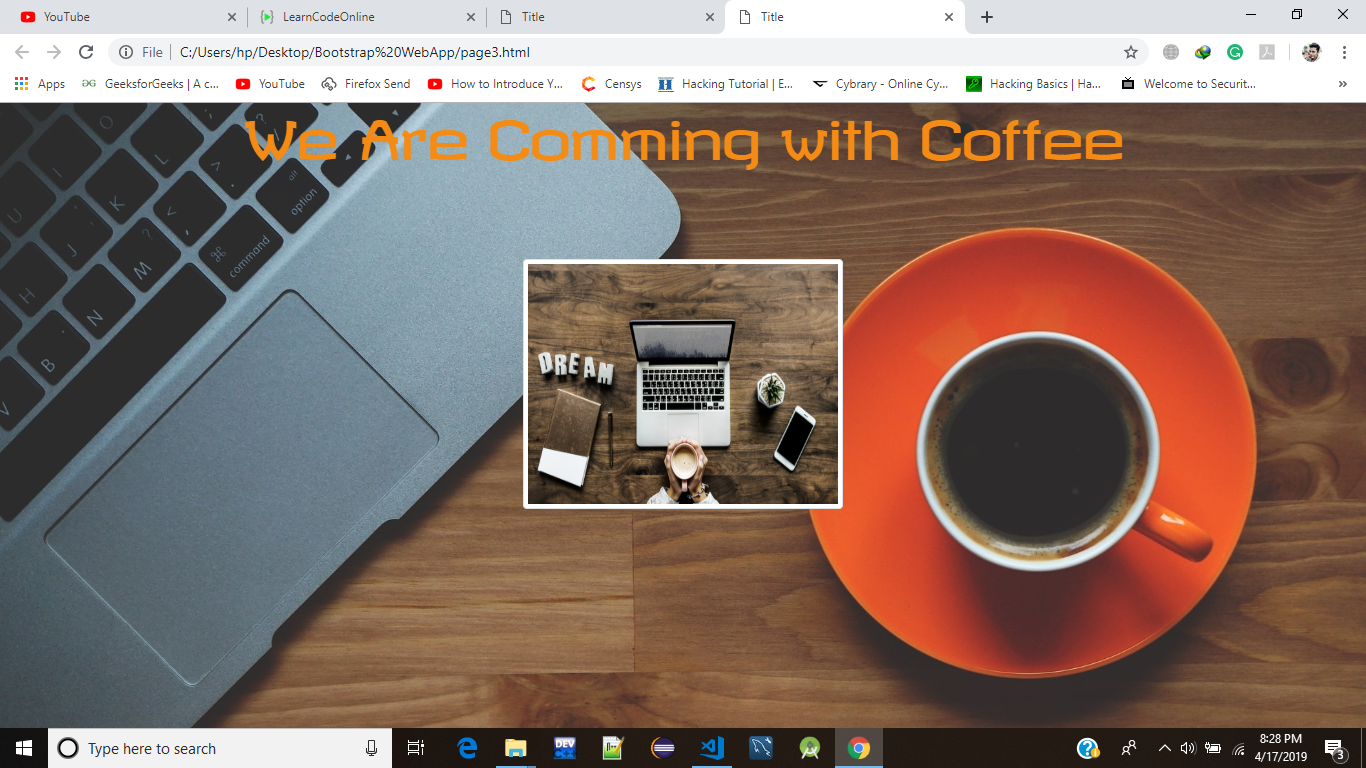 YouTube
LearnCodeOnline
Title
Title
File
C:/Users/hp/Desktop/Bootstrap%20WebApp/page3.html
Apps
GeeksforGeeks | A c...
YouTube
Firefox Send
How to Introduce Y...
Censys
Hacking Tutorial | E...
Cybrary - Online Cy...
Hacking Basics | Ha...
Welcome to Securit...
We Are Comming with Coffee
O
I
L
alt
option
U
K
J
command
M
H
N
B
V
DREAM
Type here to search
DEV
8:28 PM
4/17/2019
3